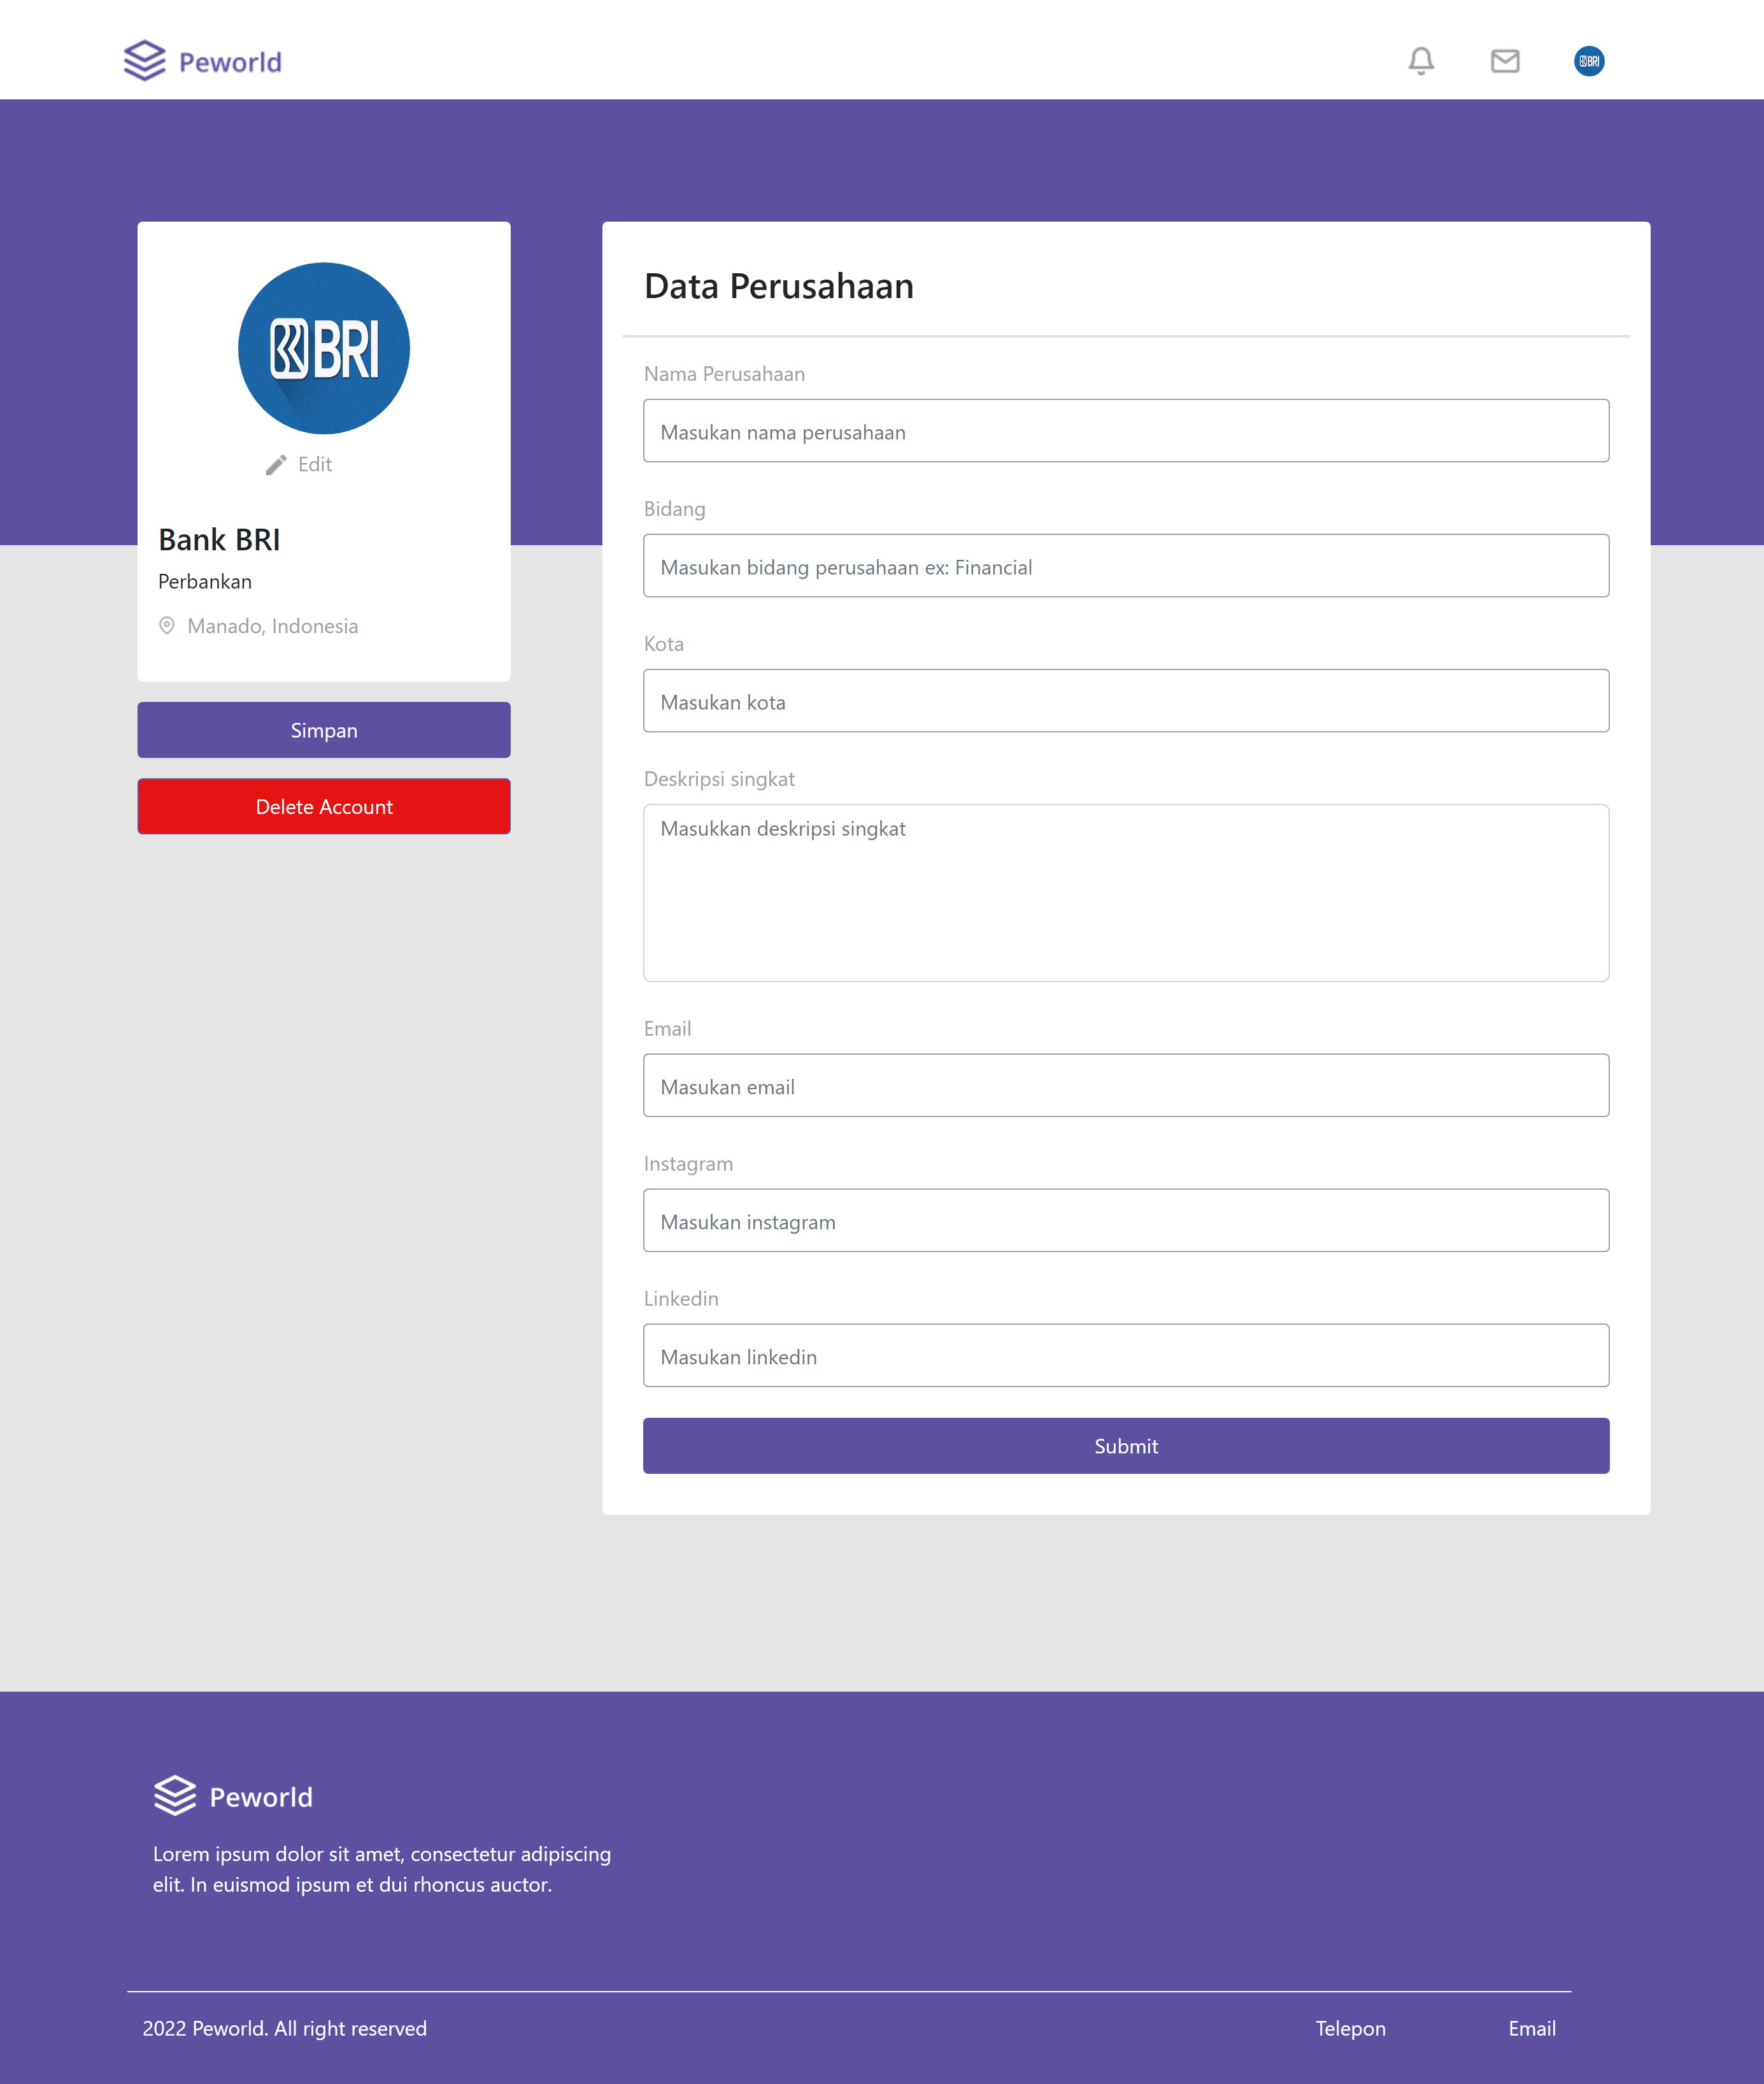 Peworld
BRI
BRI
Edit
Bank BRI
Perbankan
Manado, Indonesia
Simpan
Delete Account
Data Perusahaan
Nama Perusahaan
Masukan nama perusahaan
Bidang
Masukan bidang perusahaan ex: Financial
Kota
Masukan kota
Deskripsi singkat
Masukkan deskripsi singkat
Email
Masukan email
Instagram
Masukan instagram
Linkedin
Masukan linkedin
Submit
Peworld
Lorem ipsum dolor sit amet, consectetur adipiscing
elit. In euismod ipsum et dui rhoncus auctor.
2022 Peworld. All right reserved
Telepon
Email